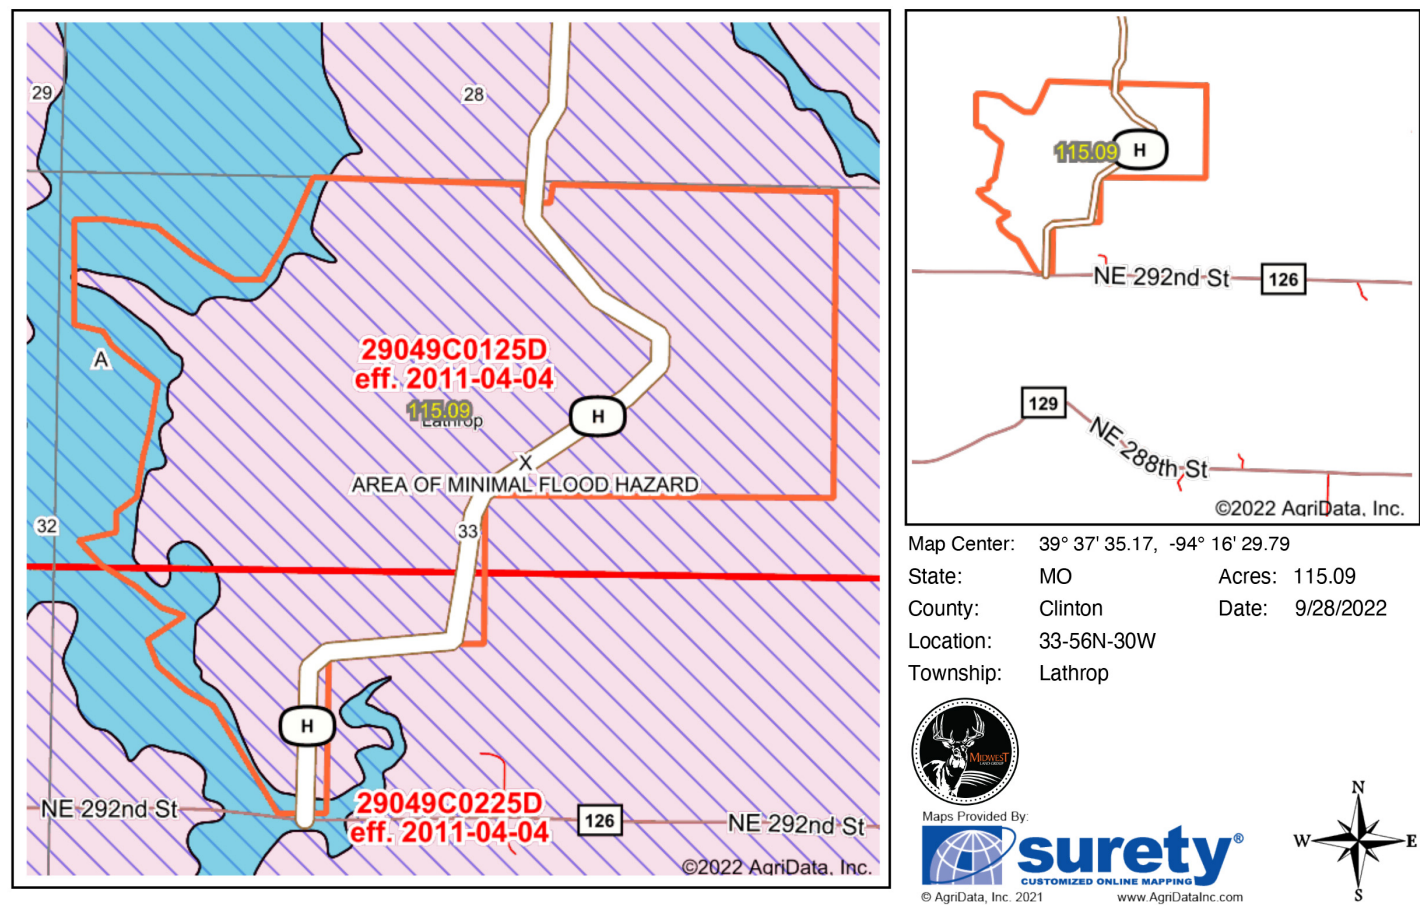 29
28
29049C0125D
eff. 2011-04-04
115.09
Lathrop
H
A
X
AREA OF MINIMAL FLOOD HAZARD
32
33
H
NE 292nd St
29049C0225D
eff. 2011-04-04
126
NE 292nd St
©2022 AgriData, Inc.
115.09
H
NE 292nd St
126
129
NE 288th St
©2022 AgriData, Inc.
Map Center: 39° 37' 35.17, -94° 16' 29.79
State: MO Acres: 115.09
County: Clinton Date: 9/28/2022
Location: 33-56N-30W
Township: Lathrop
MIDWEST
LAND GROUP
Maps Provided By:
surety®
CUSTOMIZED ONLINE MAPPING
© AgriData, Inc. 2021 www.AgriDataInc.com
N
W E
S